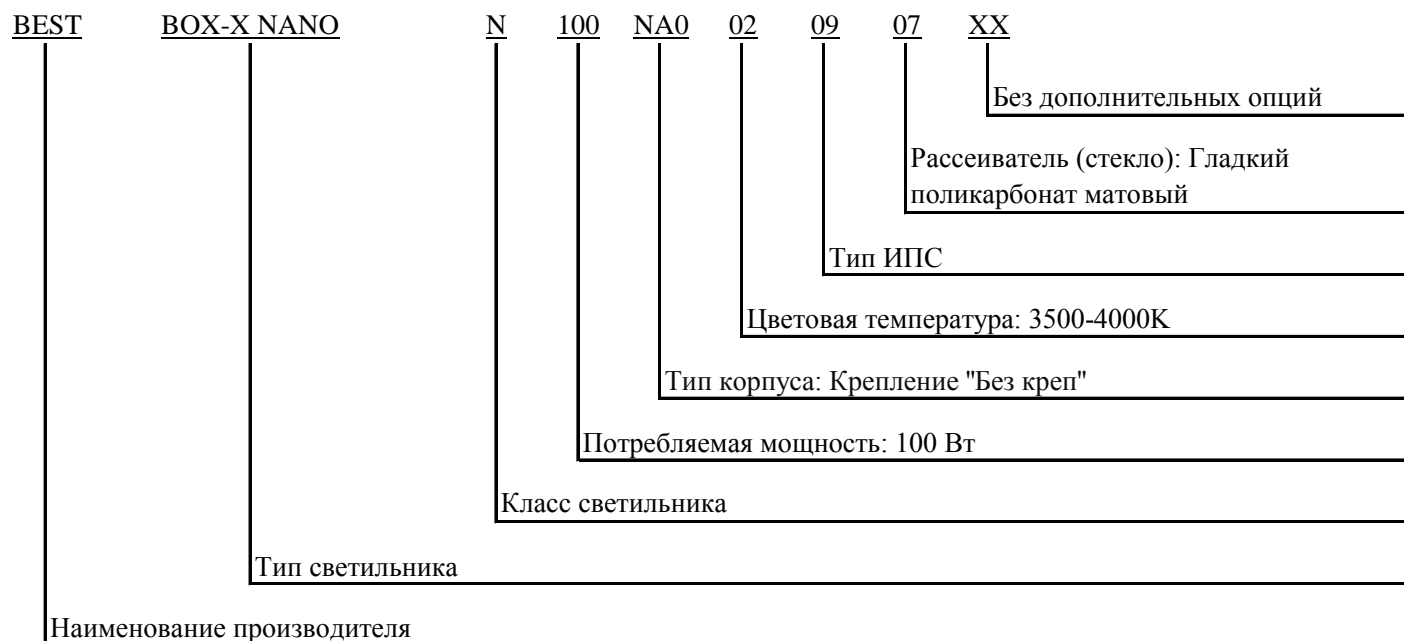 BEST BOX-X NANO N 100 NA0 02 09 07 XX
Без дополнительных опций
Рассеиватель (стекло): Гладкий
поликарбонат матовый
Тип ИПС
Цветовая температура: 3500-4000K
Тип корпуса: Крепление "Без креп"
Потребляемая мощность: 100 Вт
Класс светильника
Тип светильника
Наименование производителя